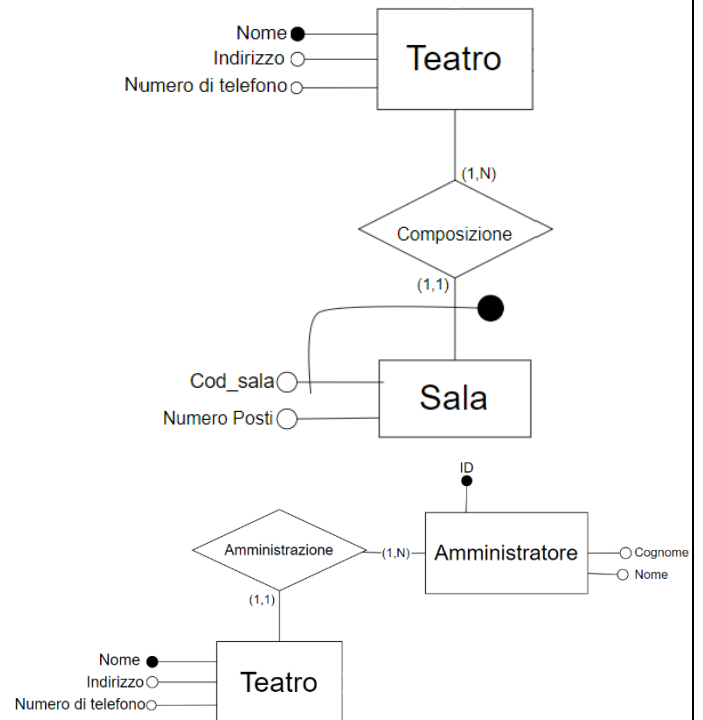 Nome
Indirizzo
Numero di telefono
Teatro
(1,N)
Composizione
(1,1)
Cod_sala
Numero Posti
Sala
ID
Amministrazione
(1,N)
Amministratore
Cognome
Nome
(1,1)
Nome
Indirizzo
Numero di telefono
Teatro